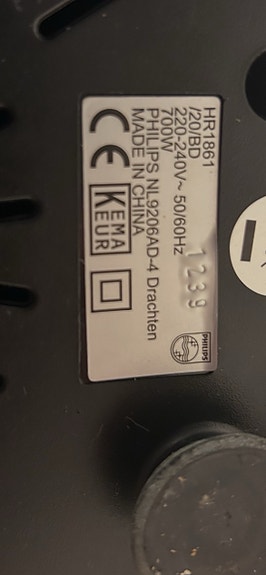 HR1861
/20/BD
220-240V~ 50/60Hz
700W
PHILIPS NL9206AD-4 Drachten
MADE IN CHINA
1239
CE
KEMA
KEUR
PHILIPS